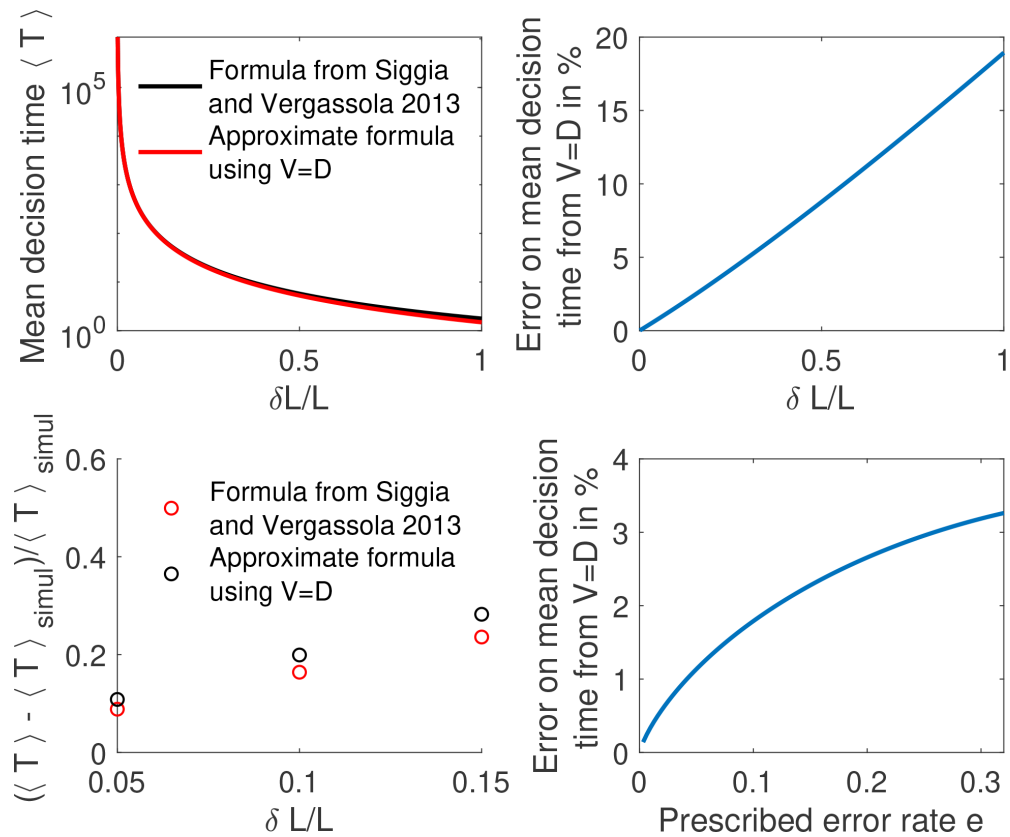 Mean decision time ⟨ T ⟩
10^5
10^0
Formula from Siggia
and Vergassola 2013
Approximate formula
using V=D
0
0.5
1
δL/L
Error on mean decision
time from V=D in %
20
15
10
5
0
0
0.5
1
δ L/L
(⟨ T ⟩ - ⟨ T ⟩_simul)/⟨ T ⟩_simul
0.6
0.4
0.2
0
Formula from Siggia
and Vergassola 2013
Approximate formula
using V=D
0.05
0.1
0.15
δ L/L
Error on mean decision
time from V=D in %
4
3
2
1
0
0
0.1
0.2
0.3
Prescribed error rate e